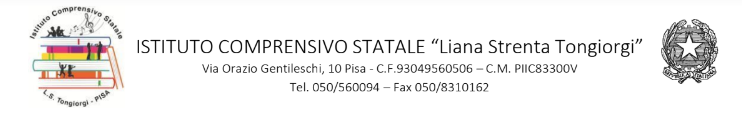 Istituto Comprensivo Statale
ISTITUTO COMPRENSIVO STATALE “Liana Strenta Tongiorgi”
Via Orazio Gentileschi, 10 Pisa - C.F.93049560506 – C.M. PIIC83300V
Tel. 050/560094 – Fax 050/8310162
L.S. Tongiorgi - PISA